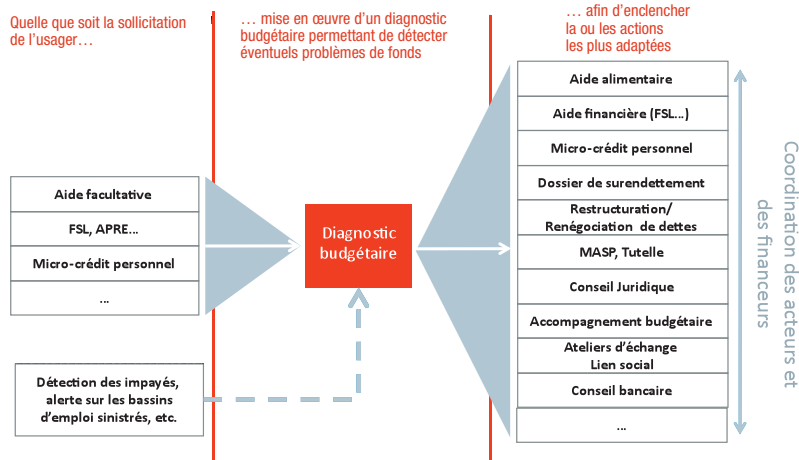 Quelle que soit la sollicitation
de l’usager…
… mise en œuvre d’un diagnostic
budgétaire permettant de détecter
éventuels problèmes de fonds
… afin d’enclencher
la ou les actions
les plus adaptées
Aide facultative
FSL, APRE...
Micro-crédit personnel
...
Détection des impayés,
alerte sur les bassins
d’emploi sinistrés, etc.
Diagnostic
budgétaire
Aide alimentaire
Aide financière (FSL...)
Micro-crédit personnel
Dossier de surendettement
Restructuration/
Renégociation de dettes
MASP, Tutelle
Conseil Juridique
Accompagnement budgétaire
Ateliers d’échange
Lien social
Conseil bancaire
...
Coordination des acteurs et
des financeurs